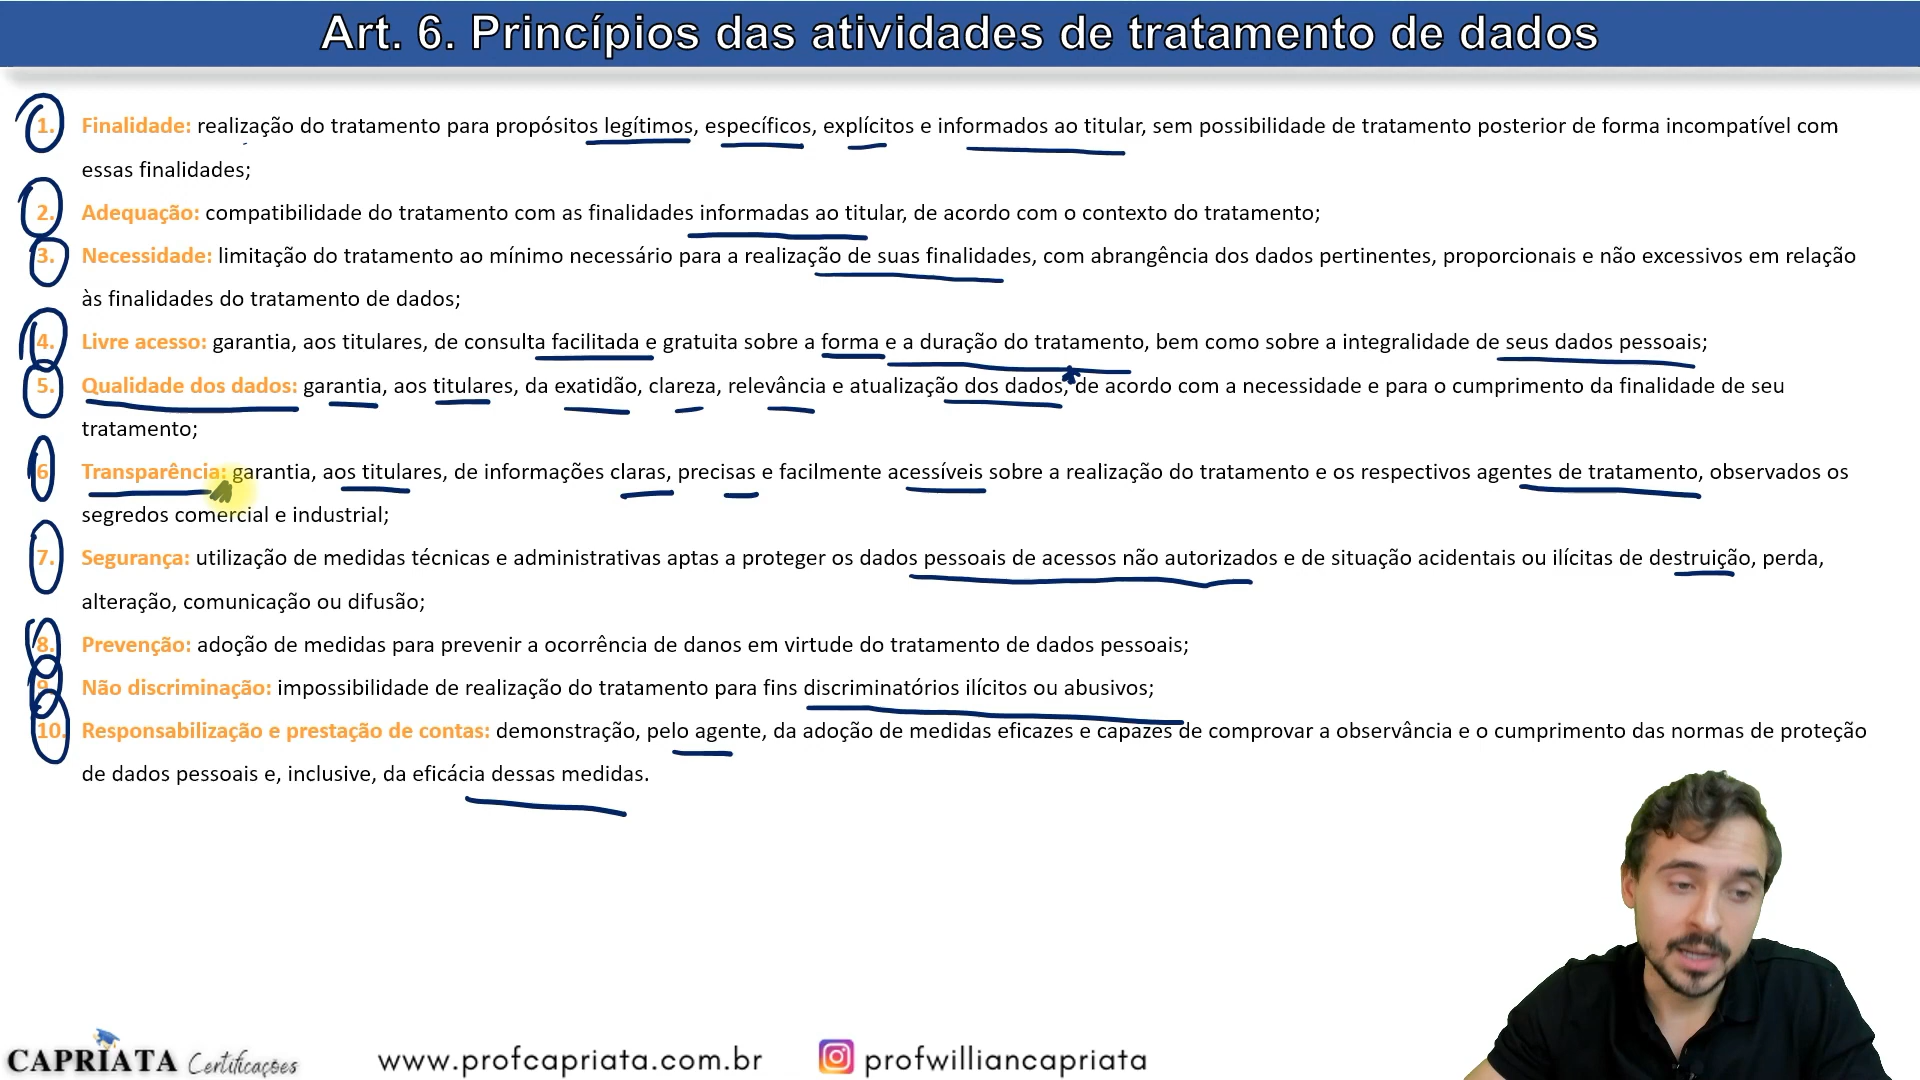 Art. 6. Princípios das atividades de tratamento de dados
1. Finalidade: realização do tratamento para propósitos legítimos, específicos, explícitos e informados ao titular, sem possibilidade de tratamento posterior de forma incompatível com
essas finalidades;
2. Adequação: compatibilidade do tratamento com as finalidades informadas ao titular, de acordo com o contexto do tratamento;
3. Necessidade: limitação do tratamento ao mínimo necessário para a realização de suas finalidades, com abrangência dos dados pertinentes, proporcionais e não excessivos em relação
às finalidades do tratamento de dados;
4. Livre acesso: garantia, aos titulares, de consulta facilitada e gratuita sobre a forma e a duração do tratamento, bem como sobre a integralidade de seus dados pessoais;
5. Qualidade dos dados: garantia, aos titulares, da exatidão, clareza, relevância e atualização dos dados, de acordo com a necessidade e para o cumprimento da finalidade de seu
tratamento;
6 Transparência: garantia, aos titulares, de informações claras, precisas e facilmente acessíveis sobre a realização do tratamento e os respectivos agentes de tratamento, observados os
segredos comercial e industrial;
7. Segurança: utilização de medidas técnicas e administrativas aptas a proteger os dados pessoais de acessos não autorizados e de situação acidentais ou ilícitas de destruição, perda,
alteração, comunicação ou difusão;
8. Prevenção: adoção de medidas para prevenir a ocorrência de danos em virtude do tratamento de dados pessoais;
9. Não discriminação: impossibilidade de realização do tratamento para fins discriminatórios ilícitos ou abusivos;
10. Responsabilização e prestação de contas: demonstração, pelo agente, da adoção de medidas eficazes e capazes de comprovar a observância e o cumprimento das normas de proteção
de dados pessoais e, inclusive, da eficácia dessas medidas.
CAPRIATA Certificações
www.profcapriata.com.br
profwilliancapriata